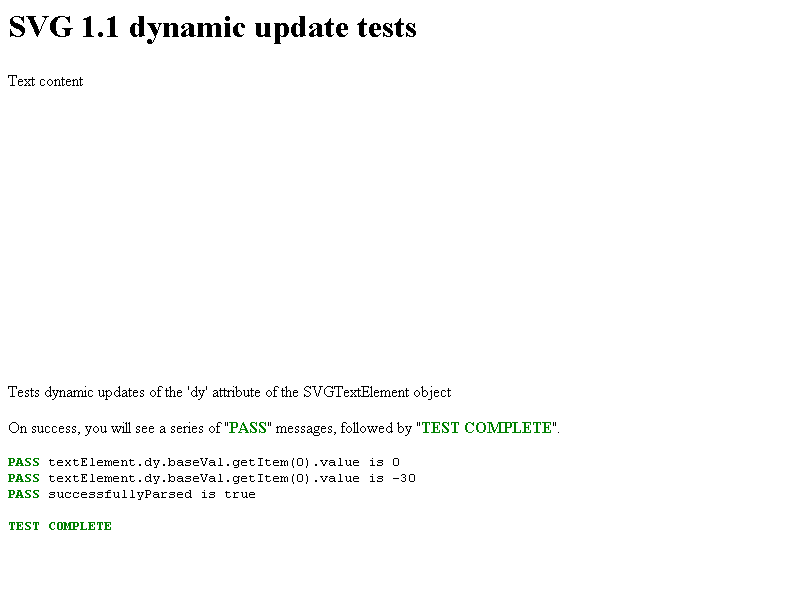 SVG 1.1 dynamic update tests
Text content
Tests dynamic updates of the 'dy' attribute of the SVGTextElement object
On success, you will see a series of "PASS" messages, followed by "TEST COMPLETE".
PASS textElement.dy.baseVal.getItem(0).value is 0
PASS textElement.dy.baseVal.getItem(0).value is -30
PASS successfullyParsed is true
TEST COMPLETE